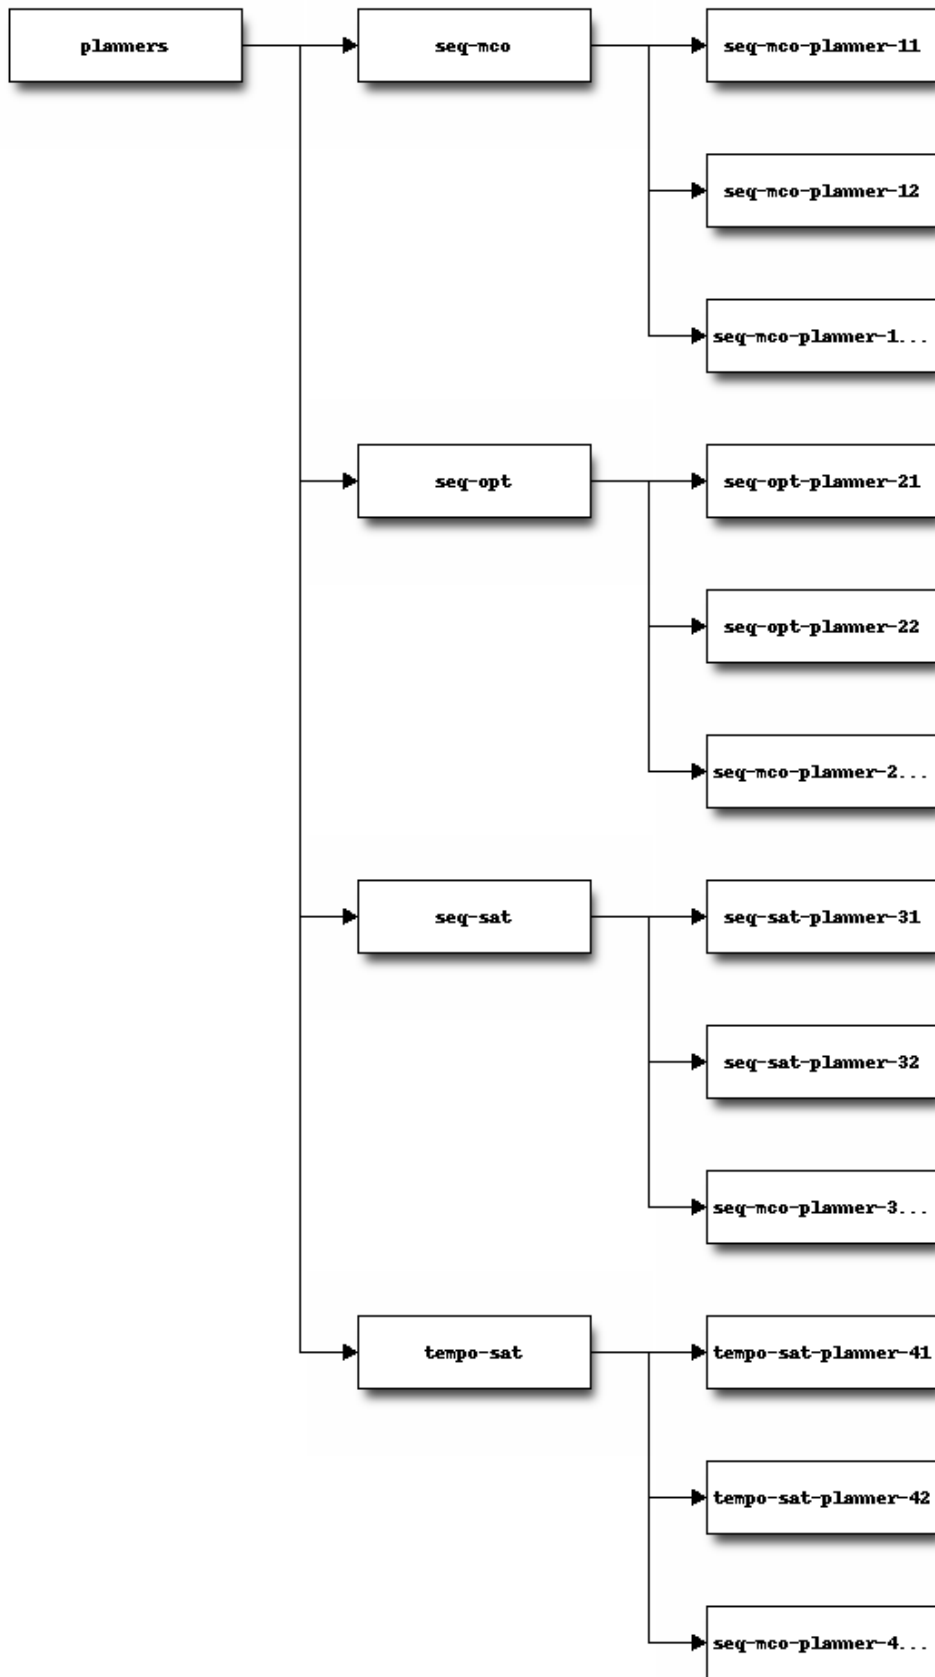 planners
seq-mco
seq-mco-planner-11
seq-mco-planner-12
seq-mco-planner-1...
seq-opt
seq-opt-planner-21
seq-opt-planner-22
seq-mco-planner-2...
seq-sat
seq-sat-planner-31
seq-sat-planner-32
seq-mco-planner-3...
tempo-sat
tempo-sat-planner-41
tempo-sat-planner-42
seq-mco-planner-4...